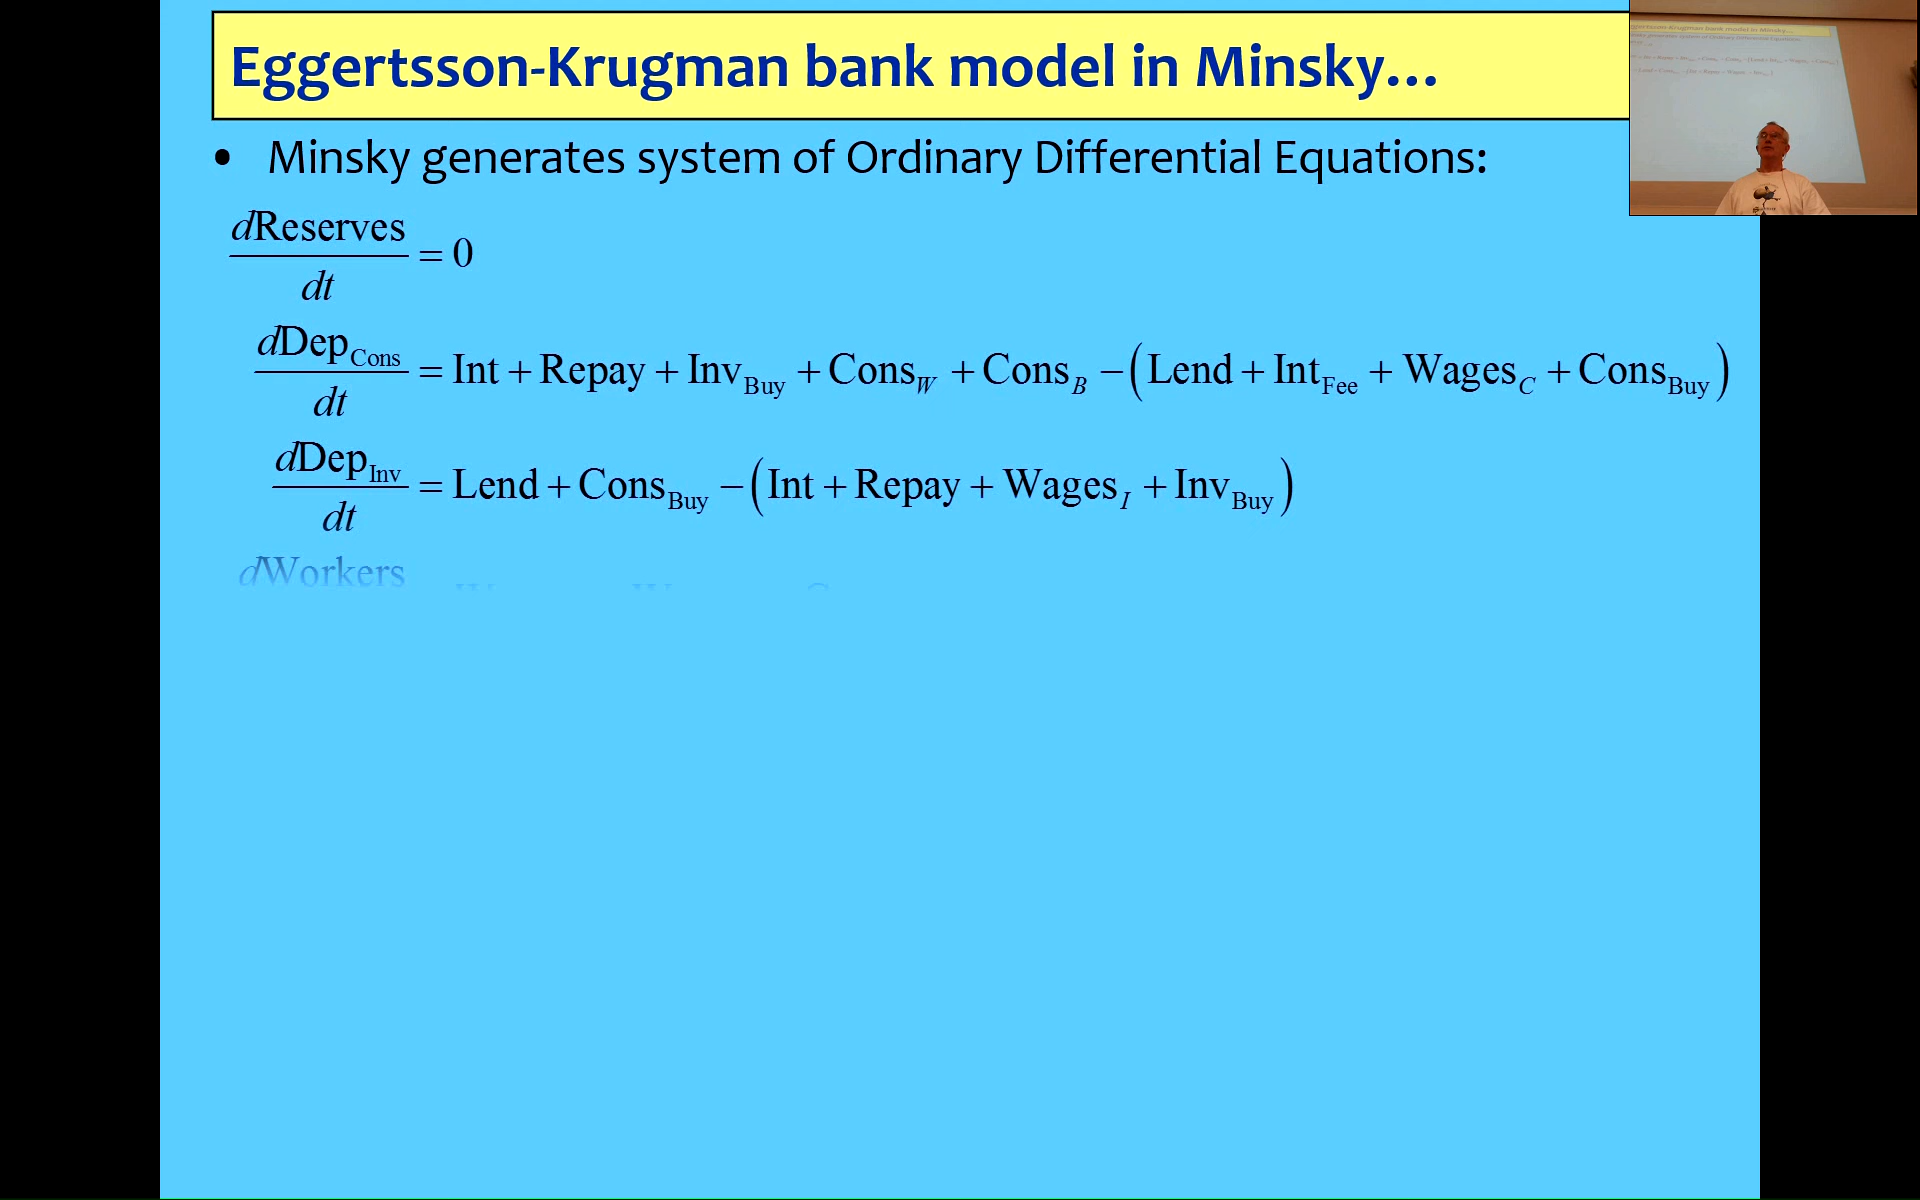 Eggertsson-Krugman bank model in Minsky…
• Minsky generates system of Ordinary Differential Equations:
dReserves/dt = 0
dDep_Cons/dt = Int + Repay + Inv_Buy + Cons_W + Cons_B − (Lend + Int_Fee + Wages_C + Cons_Buy)
dDep_Inv/dt = Lend + Cons_Buy − (Int + Repay + Wages_I + Inv_Buy)
dWorkers